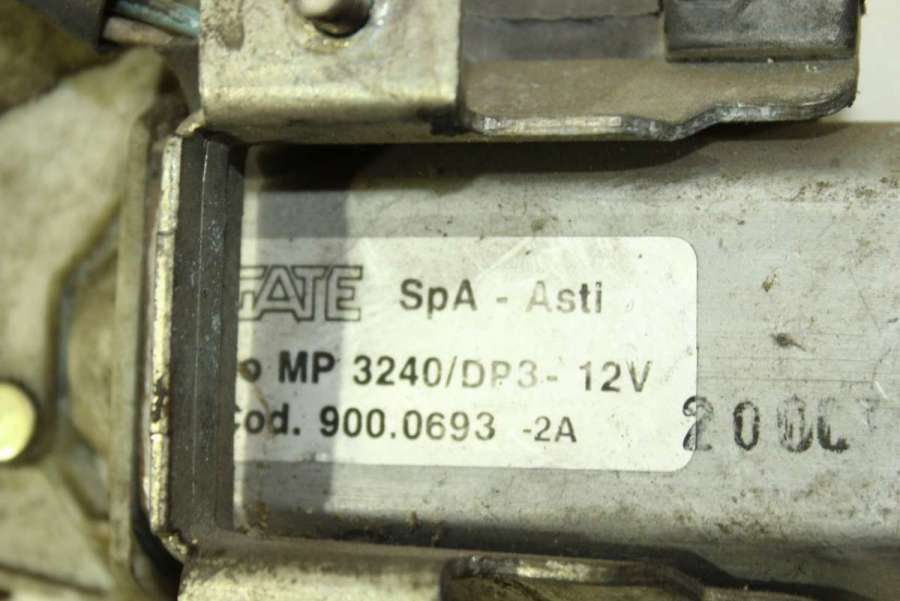 GATE SpA - Asti
o MP 3240/DP3 - 12V
Cod. 900.0693 -2A